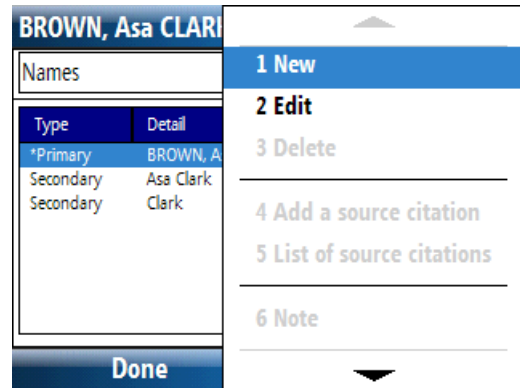 BROWN, Asa CLAR
Names
Type Detail
*Primary BROWN, A
Secondary Asa Clark
Secondary Clark
Done
1 New
2 Edit
3 Delete
4 Add a source citation
5 List of source citations
6 Note